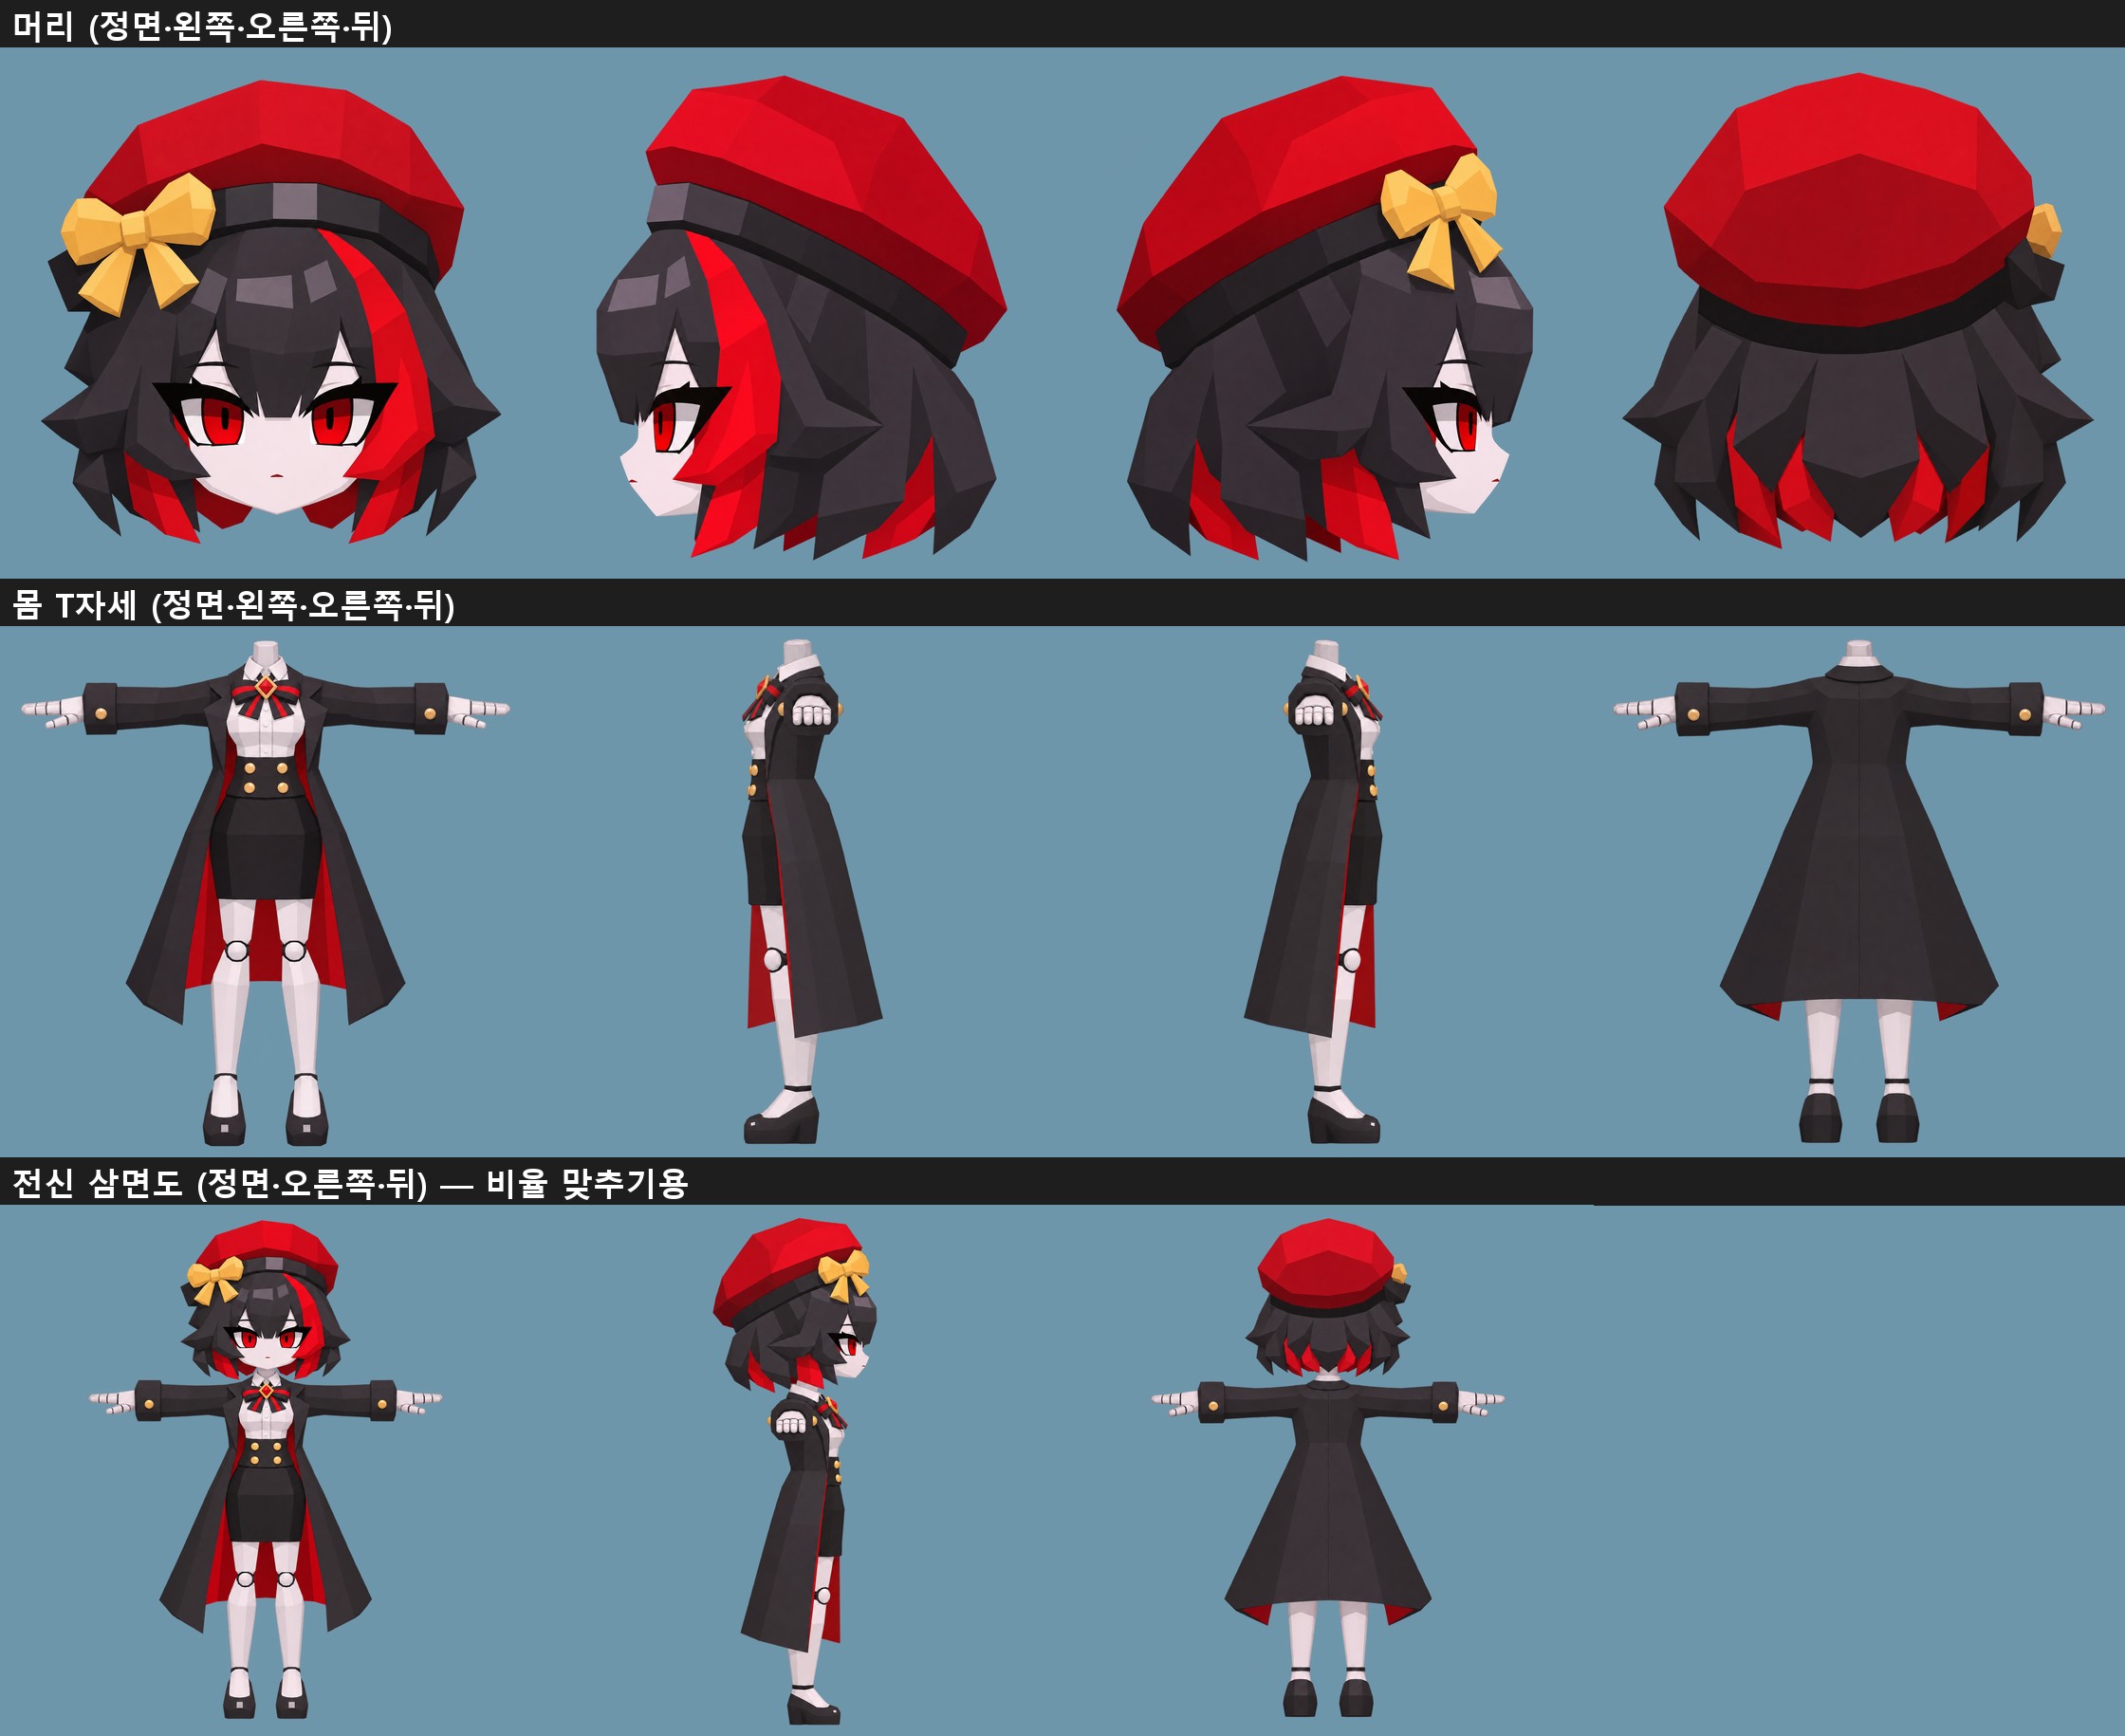 머리 (정면·왼쪽·오른쪽·뒤)
몸 T자세 (정면·왼쪽·오른쪽·뒤)
전신 삼면도 (정면·오른쪽·뒤) — 비율 맞추기용